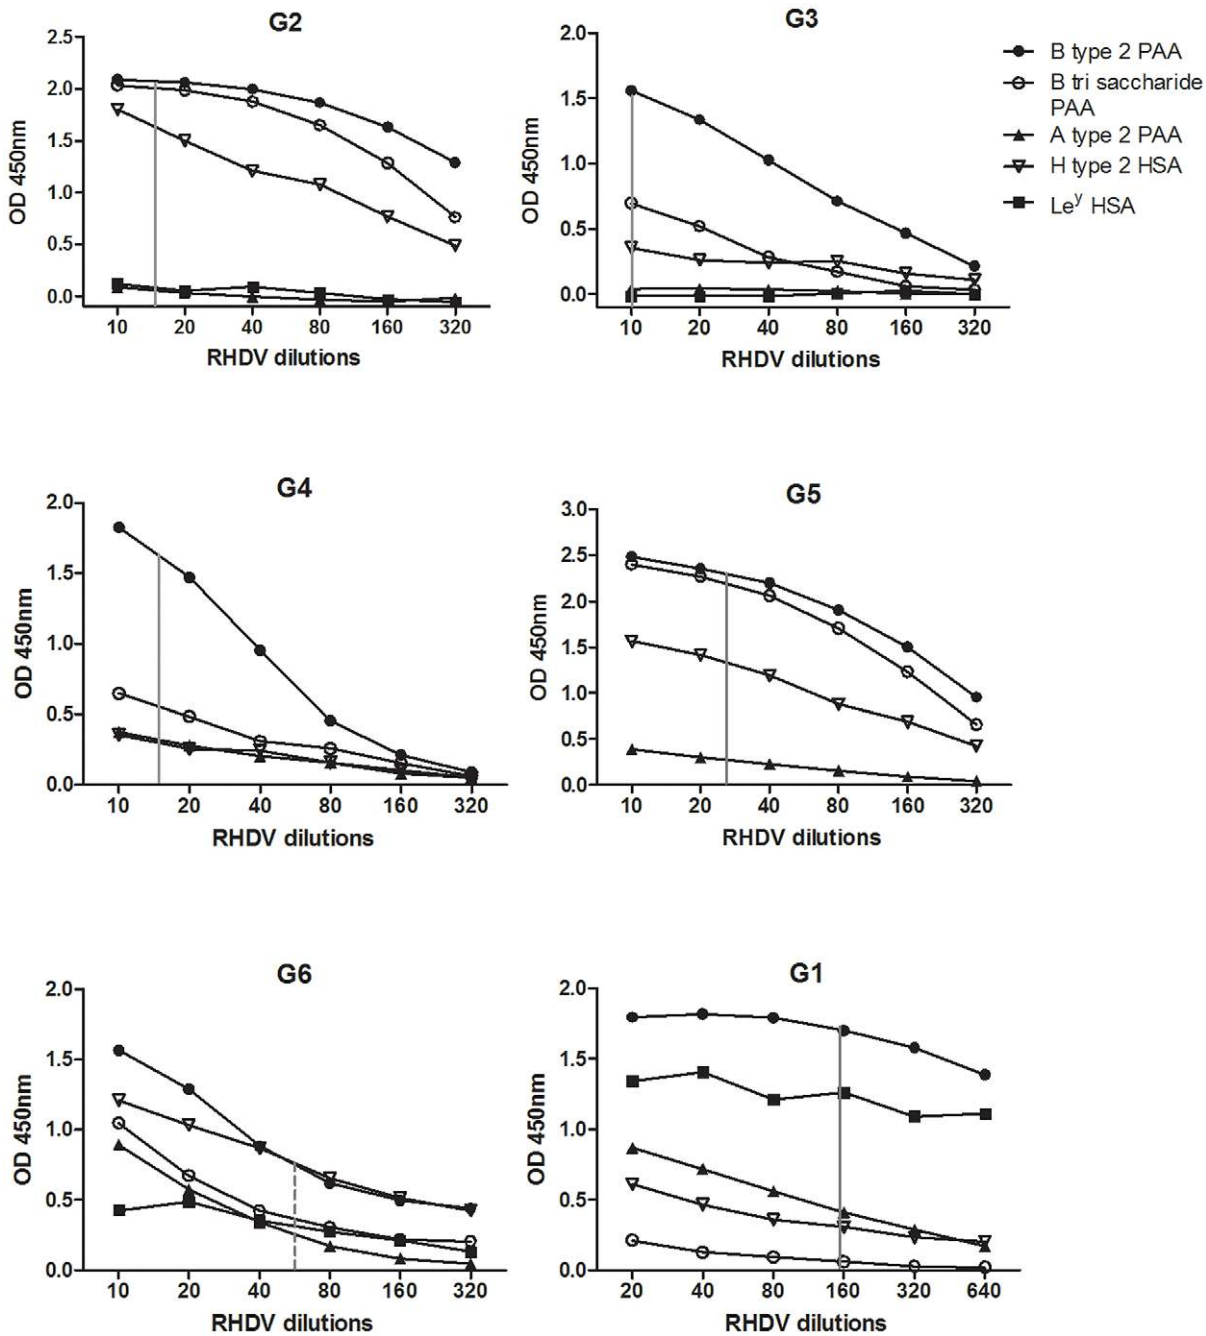 G2
2.5
2.0
1.5
1.0
0.5
0.0
OD 450nm
10 20 40 80 160 320
RHDV dilutions
G3
2.0
1.5
1.0
0.5
0.0
OD 450nm
10 20 40 80 160 320
RHDV dilutions
B type 2 PAA
B tri saccharide
PAA
A type 2 PAA
H type 2 HSA
Leʸ HSA
G4
2.0
1.5
1.0
0.5
0.0
OD 450nm
10 20 40 80 160 320
RHDV dilutions
G5
3.0
2.5
2.0
1.5
1.0
0.5
0.0
OD 450nm
10 20 40 80 160 320
RHDV dilutions
G6
2.0
1.5
1.0
0.5
0.0
OD 450nm
10 20 40 80 160 320
RHDV dilutions
G1
2.0
1.5
1.0
0.5
0.0
OD 450nm
20 40 80 160 320 640
RHDV dilutions